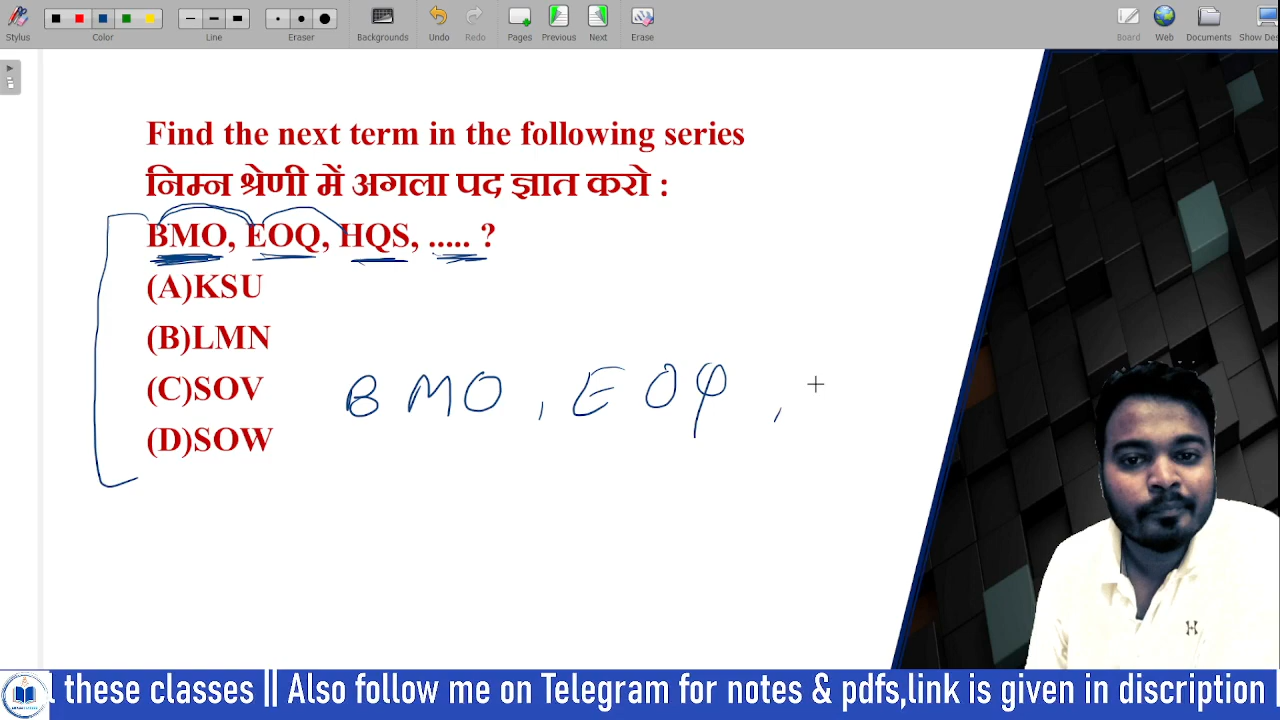 Stylus
Color
Line
Eraser
Backgrounds
Undo
Redo
Pages
Previous
Next
Erase
Board
Web
Documents
Show De
Find the next term in the following series
निम्न श्रेणी में अगला पद ज्ञात करो :
BMO, EOQ, HQS, ..... ?
(A)KSU
(B)LMN
(C)SOV
(D)SOW
B M O , E O Q ,
H
these classes || Also follow me on Telegram for notes & pdfs,link is given in discription